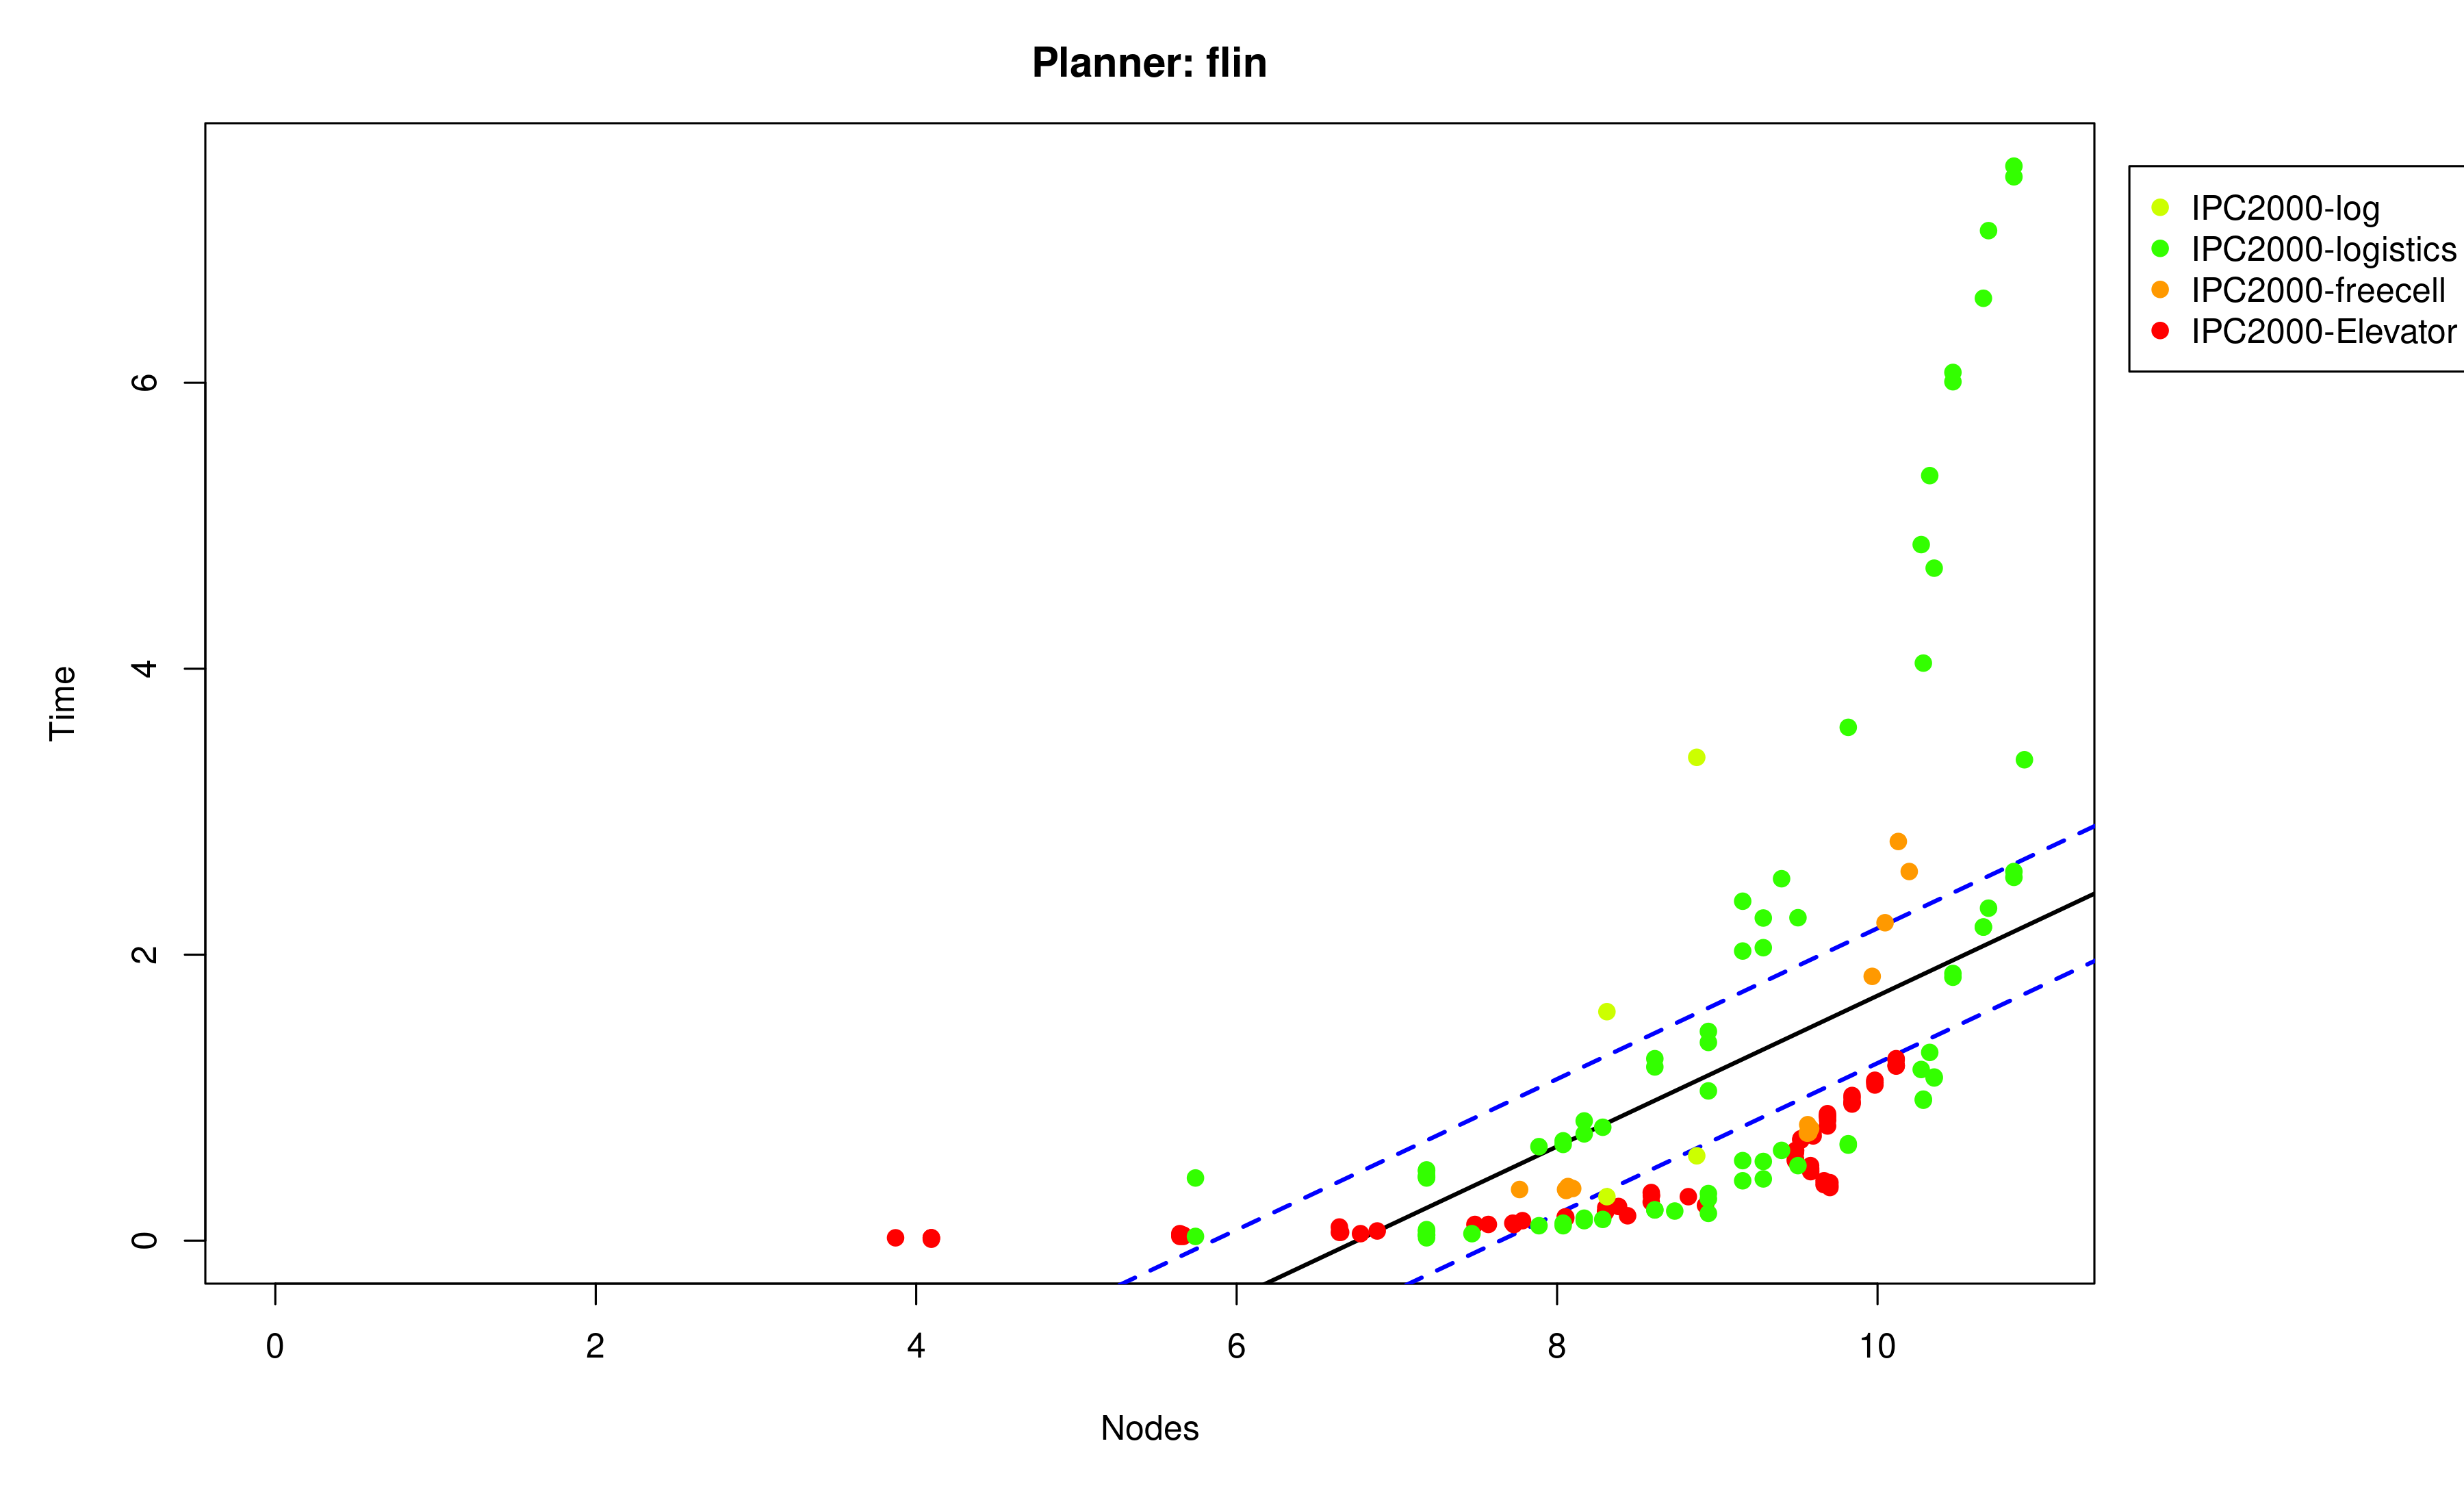 Planner: flin
IPC2000-log
IPC2000-logistics
IPC2000-freecell
IPC2000-Elevator
6
4
2
0
Time
0 2 4 6 8 10
Nodes